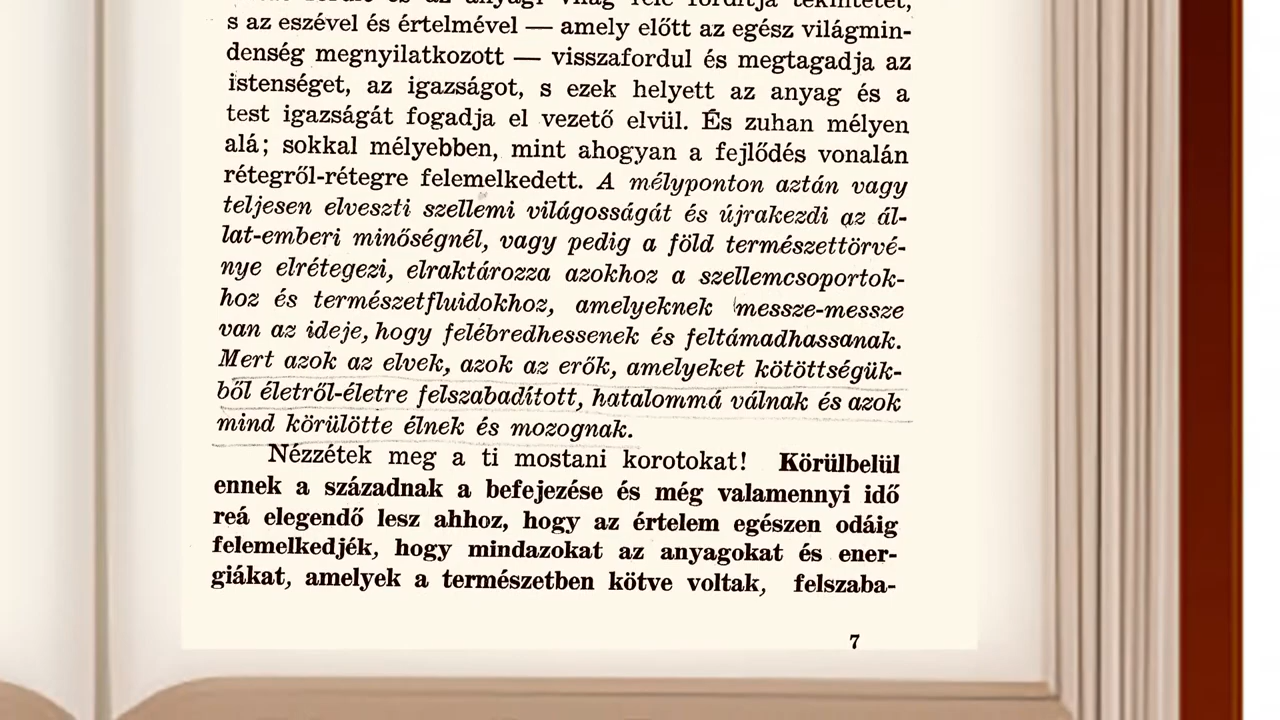 világ felé fordítja tekintetét,
s az eszével és értelmével — amely előtt az egész világmin-
denség megnyilatkozott — visszafordul és megtagadja az
istenséget, az igazságot, s ezek helyett az anyag és a
test igazságát fogadja el vezető elvül. És zuhan mélyen
alá; sokkal mélyebben, mint ahogyan a fejlődés vonalán
rétegről-rétegre felemelkedett. A mélyponton aztán vagy
teljesen elveszti szellemi világosságát és újrakezdi az ál-
lat-emberi minőségnél, vagy pedig a föld természettörvé-
nye elrétegezi, elraktározza azokhoz a szellemcsoportok-
hoz és természetfluidokhoz, amelyeknek messze-messze
van az ideje, hogy felébredhessenek és feltámadhassanak.
Mert azok az elvek, azok az erők, amelyeket kötöttségük-
ből életről-életre felszabadított, hatalommá válnak és azok
mind körülötte élnek és mozognak.
Nézzétek meg a ti mostani korotokat! Körülbelül
ennek a századnak a befejezése és még valamennyi idő
reá elegendő lesz ahhoz, hogy az értelem egészen odáig
felemelkedjék, hogy mindazokat az anyagokat és ener-
giákat, amelyek a természetben kötve voltak, felszaba-
7